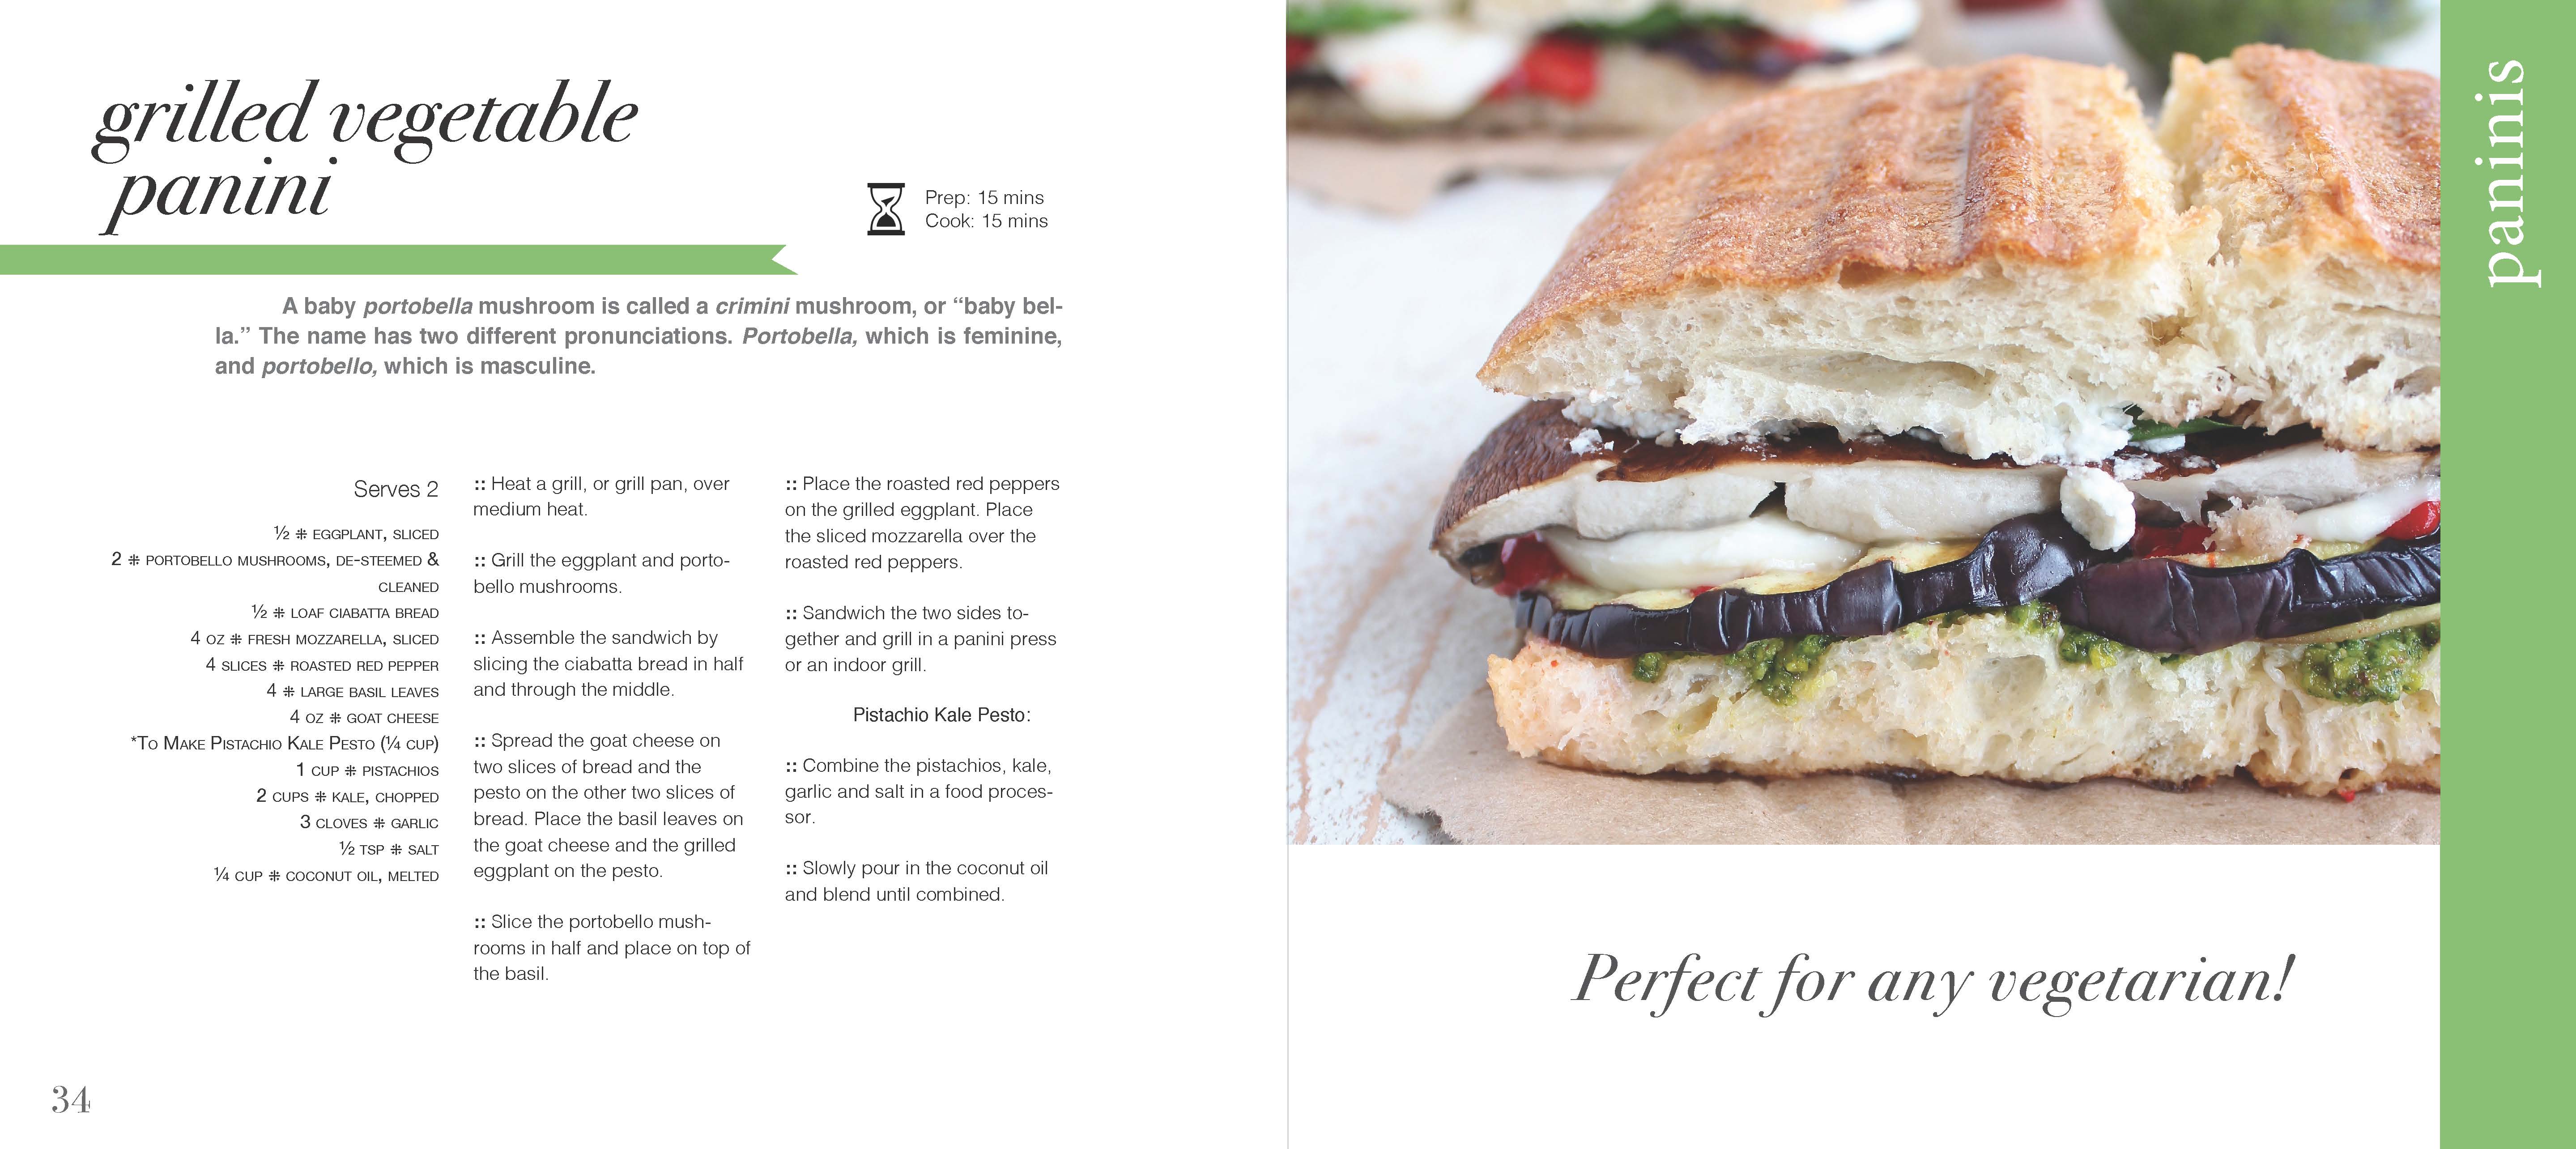 grilled vegetable
panini
Prep: 15 mins
Cook: 15 mins
A baby portobella mushroom is called a crimini mushroom, or “baby bel-
la.” The name has two different pronunciations. Portobella, which is feminine,
and portobello, which is masculine.
Serves 2
½ ⁜ eggplant, sliced
2 ⁜ portobello mushrooms, de-steemed &
cleaned
½ ⁜ loaf ciabatta bread
4 oz ⁜ fresh mozzarella, sliced
4 slices ⁜ roasted red pepper
4 ⁜ large basil leaves
4 oz ⁜ goat cheese
*To Make Pistachio Kale Pesto (¼ cup)
1 cup ⁜ pistachios
2 cups ⁜ kale, chopped
3 cloves ⁜ garlic
½ tsp ⁜ salt
¼ cup ⁜ coconut oil, melted
:: Heat a grill, or grill pan, over
medium heat.
:: Grill the eggplant and porto-
bello mushrooms.
:: Assemble the sandwich by
slicing the ciabatta bread in half
and through the middle.
:: Spread the goat cheese on
two slices of bread and the
pesto on the other two slices of
bread. Place the basil leaves on
the goat cheese and the grilled
eggplant on the pesto.
:: Slice the portobello mush-
rooms in half and place on top of
the basil.
:: Place the roasted red peppers
on the grilled eggplant. Place
the sliced mozzarella over the
roasted red peppers.
:: Sandwich the two sides to-
gether and grill in a panini press
or an indoor grill.
Pistachio Kale Pesto:
:: Combine the pistachios, kale,
garlic and salt in a food proces-
sor.
:: Slowly pour in the coconut oil
and blend until combined.
34
paninis
Perfect for any vegetarian!